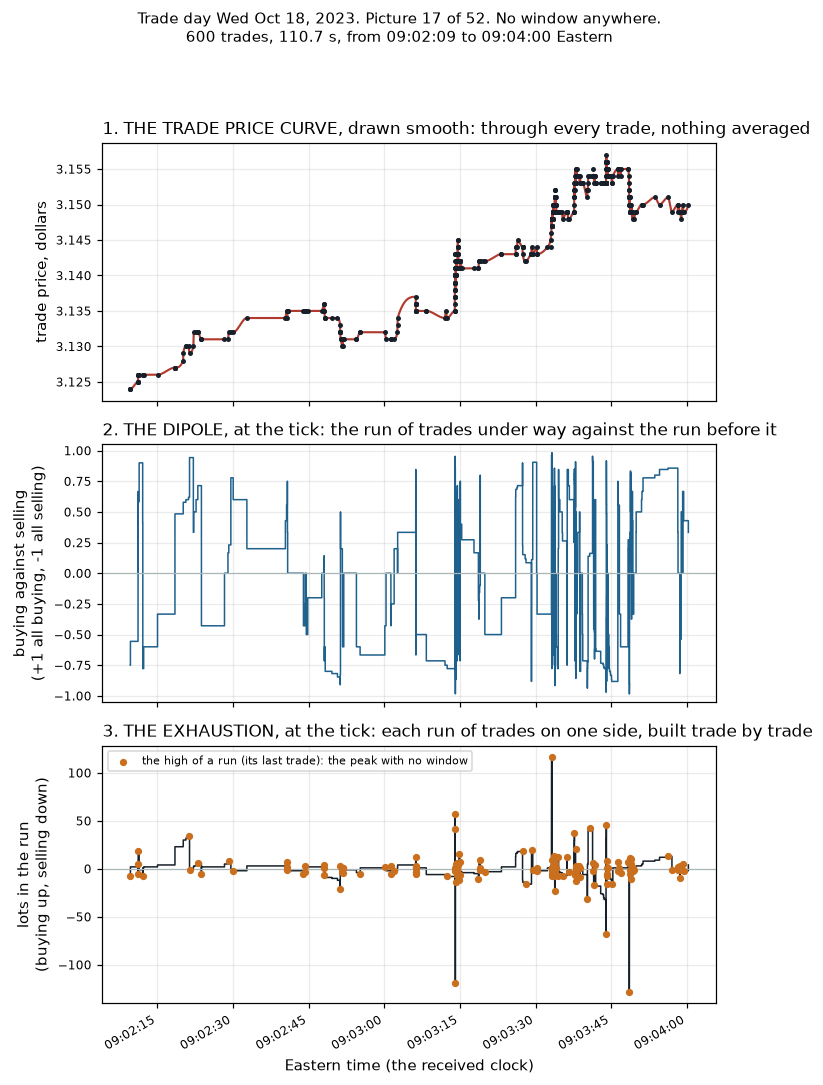 Trade day Wed Oct 18, 2023. Picture 17 of 52. No window anywhere.
600 trades, 110.7 s, from 09:02:09 to 09:04:00 Eastern
1. THE TRADE PRICE CURVE, drawn smooth: through every trade, nothing averaged
trade price, dollars
3.155
3.150
3.145
3.140
3.135
3.130
3.125
2. THE DIPOLE, at the tick: the run of trades under way against the run before it
buying against selling
(+1 all buying, -1 all selling)
1.00
0.75
0.50
0.25
0.00
−0.25
−0.50
−0.75
−1.00
3. THE EXHAUSTION, at the tick: each run of trades on one side, built trade by trade
the high of a run (its last trade): the peak with no window
lots in the run
(buying up, selling down)
100
50
0
−50
−100
09:02:15
09:02:30
09:02:45
09:03:00
09:03:15
09:03:30
09:03:45
09:04:00
Eastern time (the received clock)